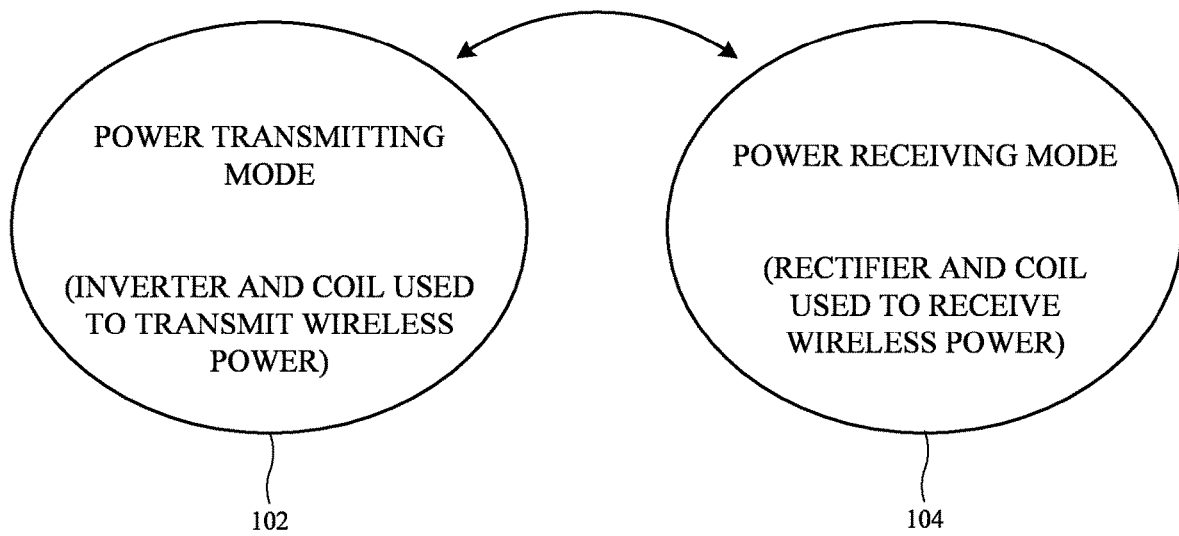 POWER TRANSMITTING
MODE
(INVERTER AND COIL USED
TO TRANSMIT WIRELESS
POWER)
102
POWER RECEIVING MODE
(RECTIFIER AND COIL
USED TO RECEIVE
WIRELESS POWER)
104